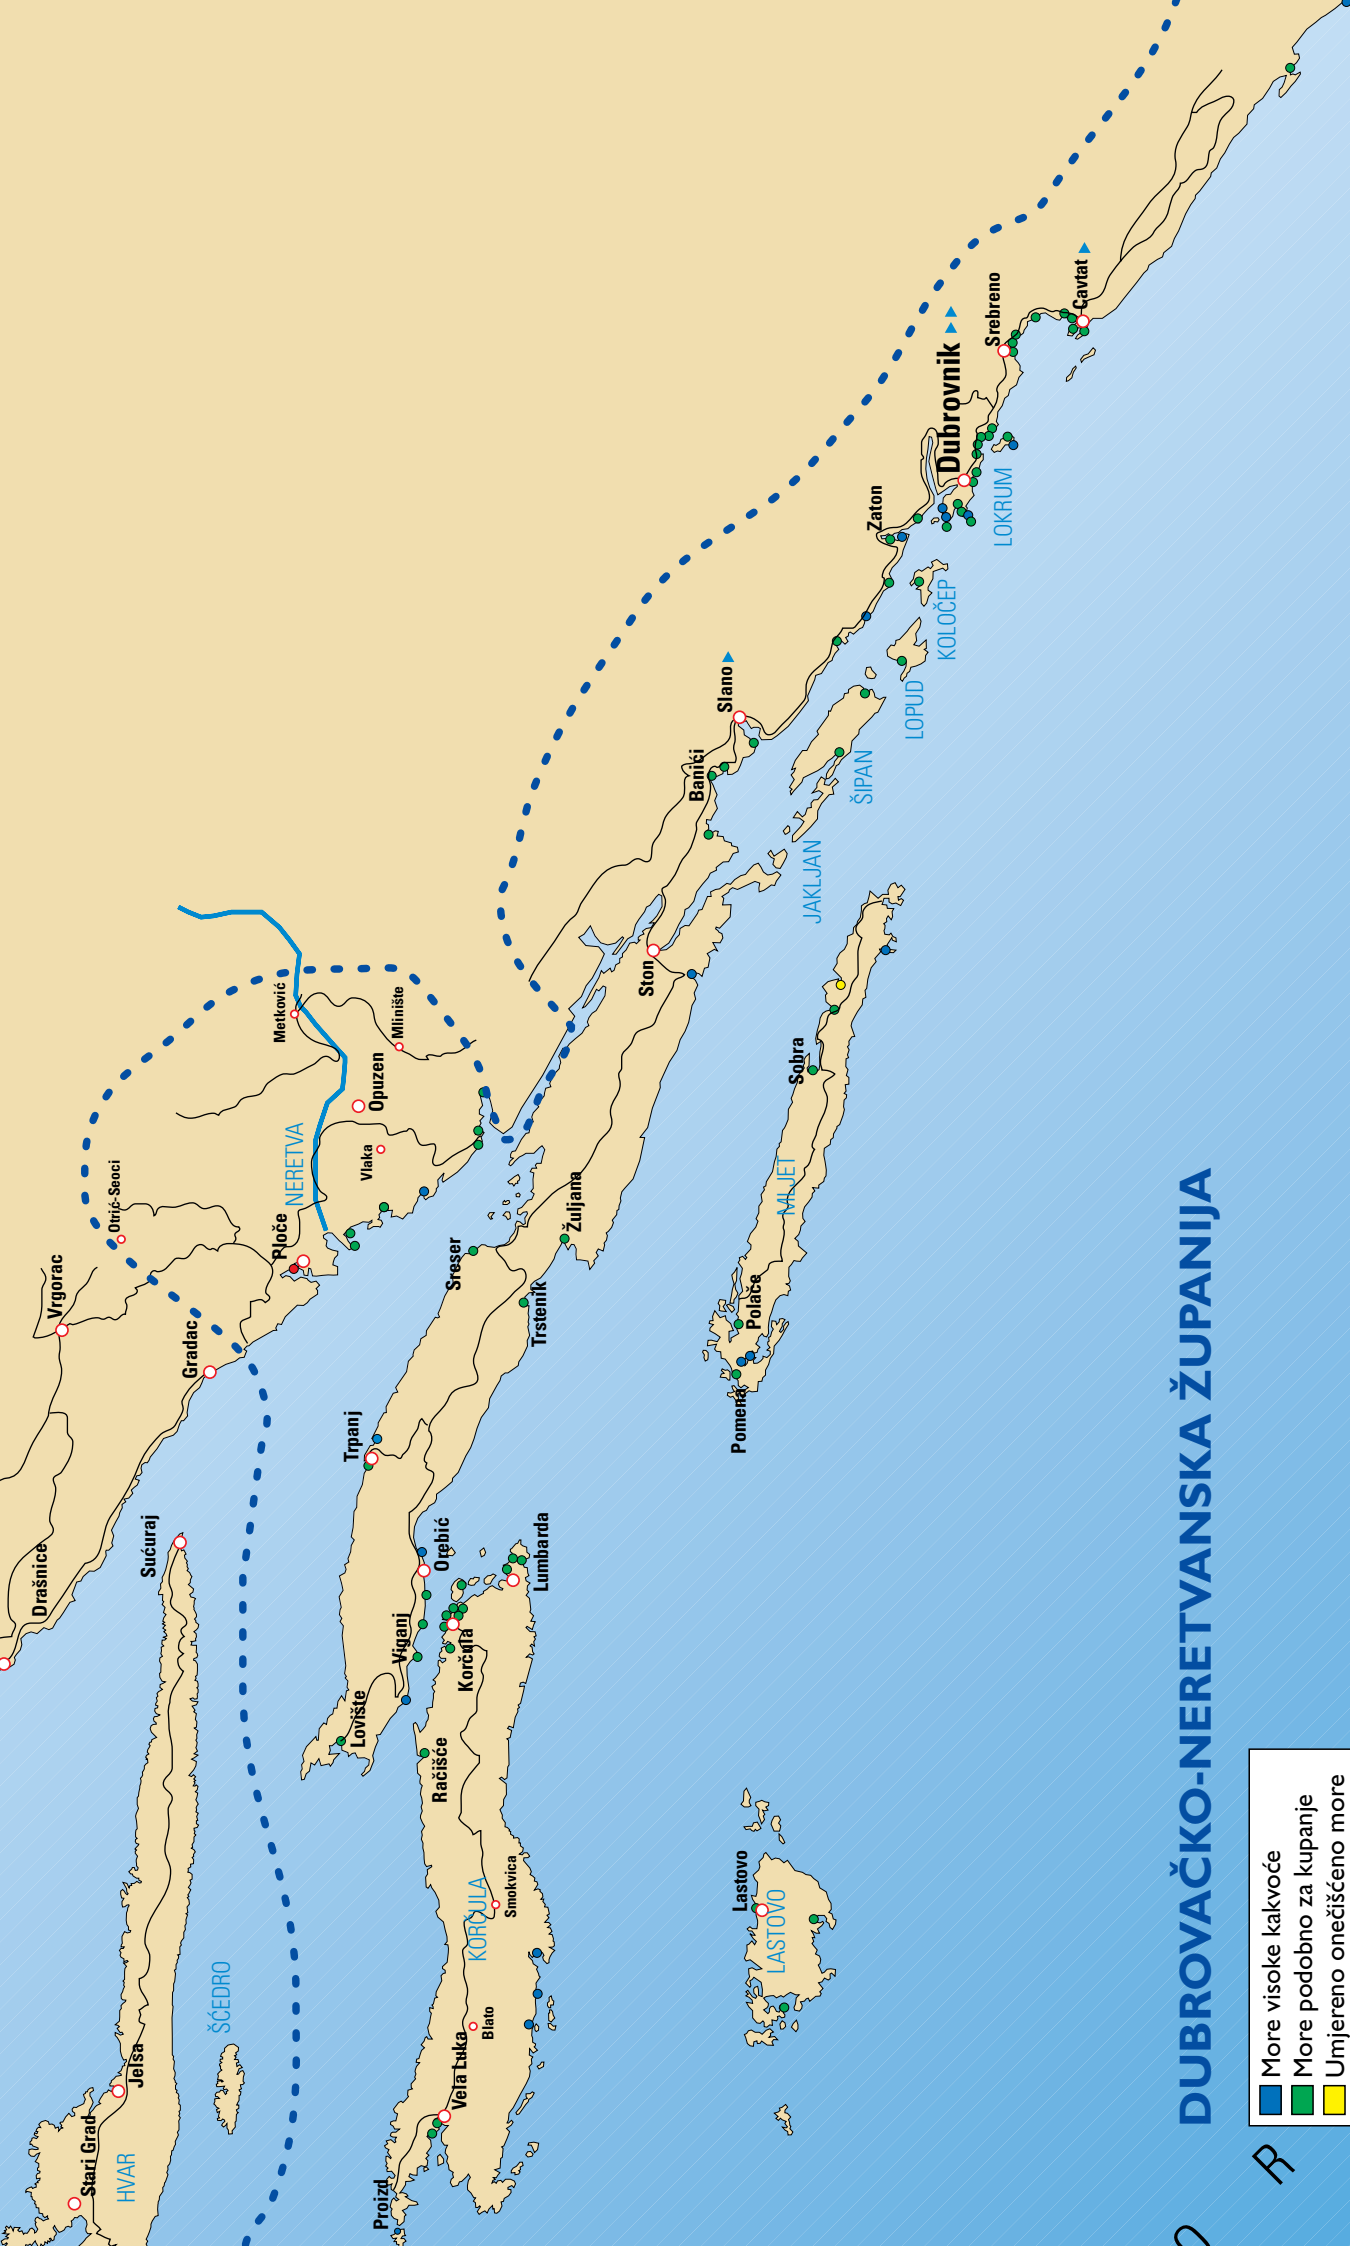 Vrgorac
Otrić-Seoci
Metković
Mlinište
Opuzen
Vlaka
NERETVA
Ploče
Gradac
Drašnice
Sućuraj
Jelsa
Stari Grad
HVAR
ŠĆEDRO
Trpanj
Sreser
Žuljana
Trstenik
Ston
Banići
Slano
Zaton
Dubrovnik
Srebreno
Cavtat
LOKRUM
KOLOČEP
LOPUD
ŠIPAN
JAKLJAN
Sobra
MLJET
Polače
Pomena
Orebić
Viganj
Lovište
Lumbarda
Korčula
Račišće
KORČULA
Smokvica
Blato
Vela Luka
Proizd
Lastovo
LASTOVO
DUBROVAČKO-NERETVANSKA ŽUPANIJA
More visoke kakvoće
More podobno za kupanje
Umjereno onečišćeno more
R